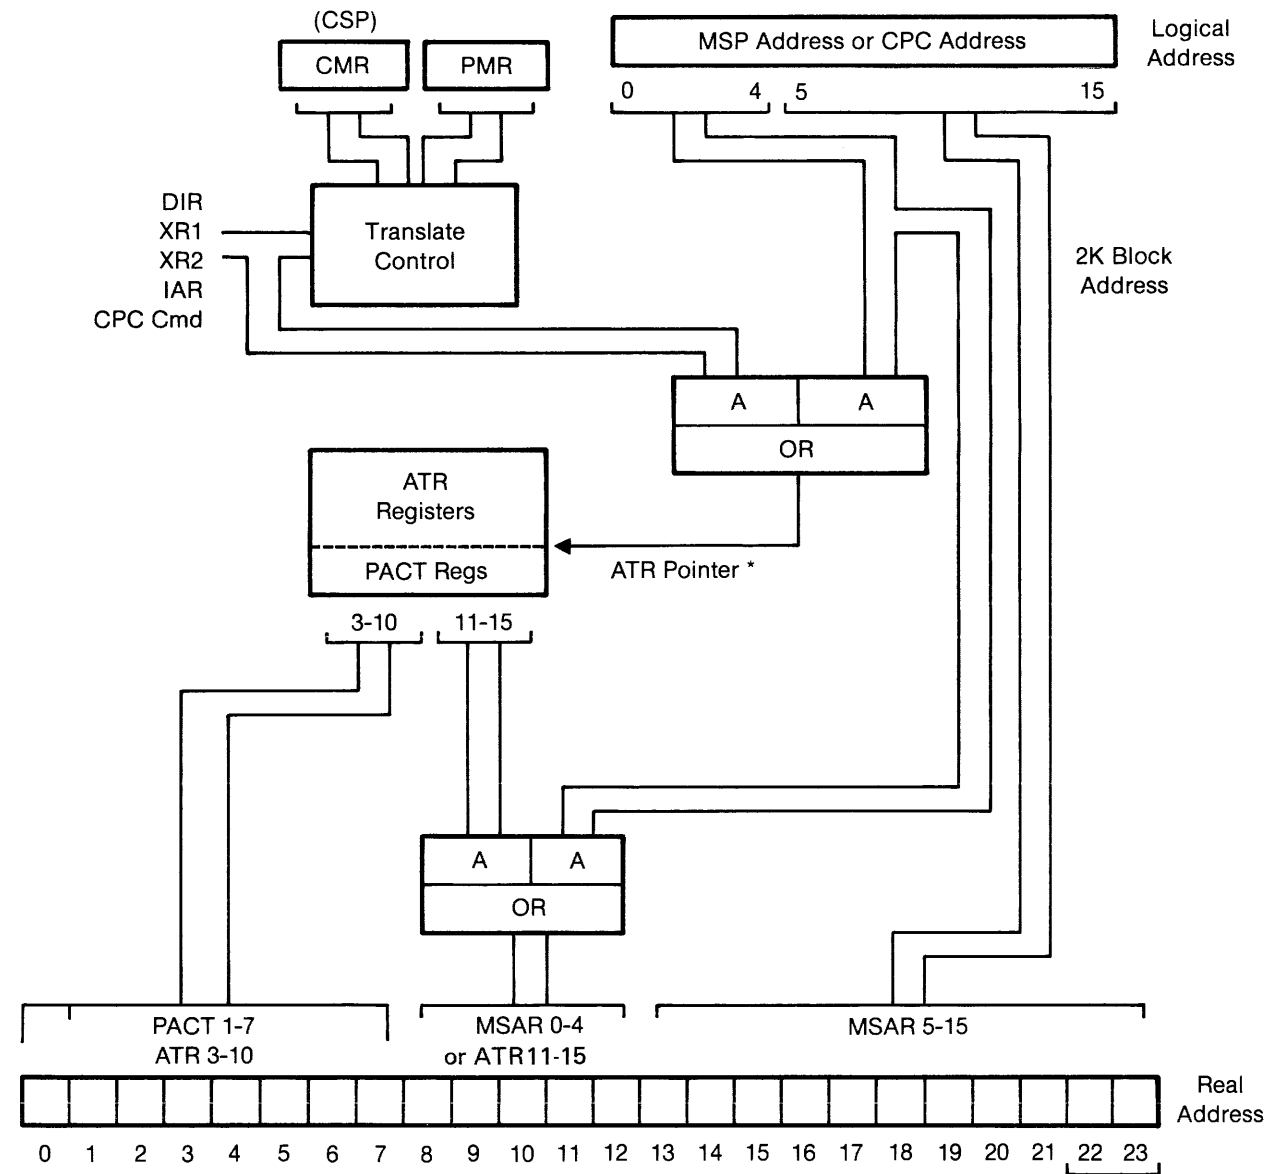 (CSP)
CMR
PMR
MSP Address or CPC Address
Logical
Address
0 4 5 15
DIR
XR1
XR2
IAR
CPC Cmd
Translate
Control
2K Block
Address
A A
OR
ATR
Registers
PACT Regs
ATR Pointer *
3-10 11-15
A A
OR
PACT 1-7
ATR 3-10
MSAR 0-4
or ATR11-15
MSAR 5-15
Real
Address
0 1 2 3 4 5 6 7 8 9 10 11 12 13 14 15 16 17 18 19 20 21 22 23